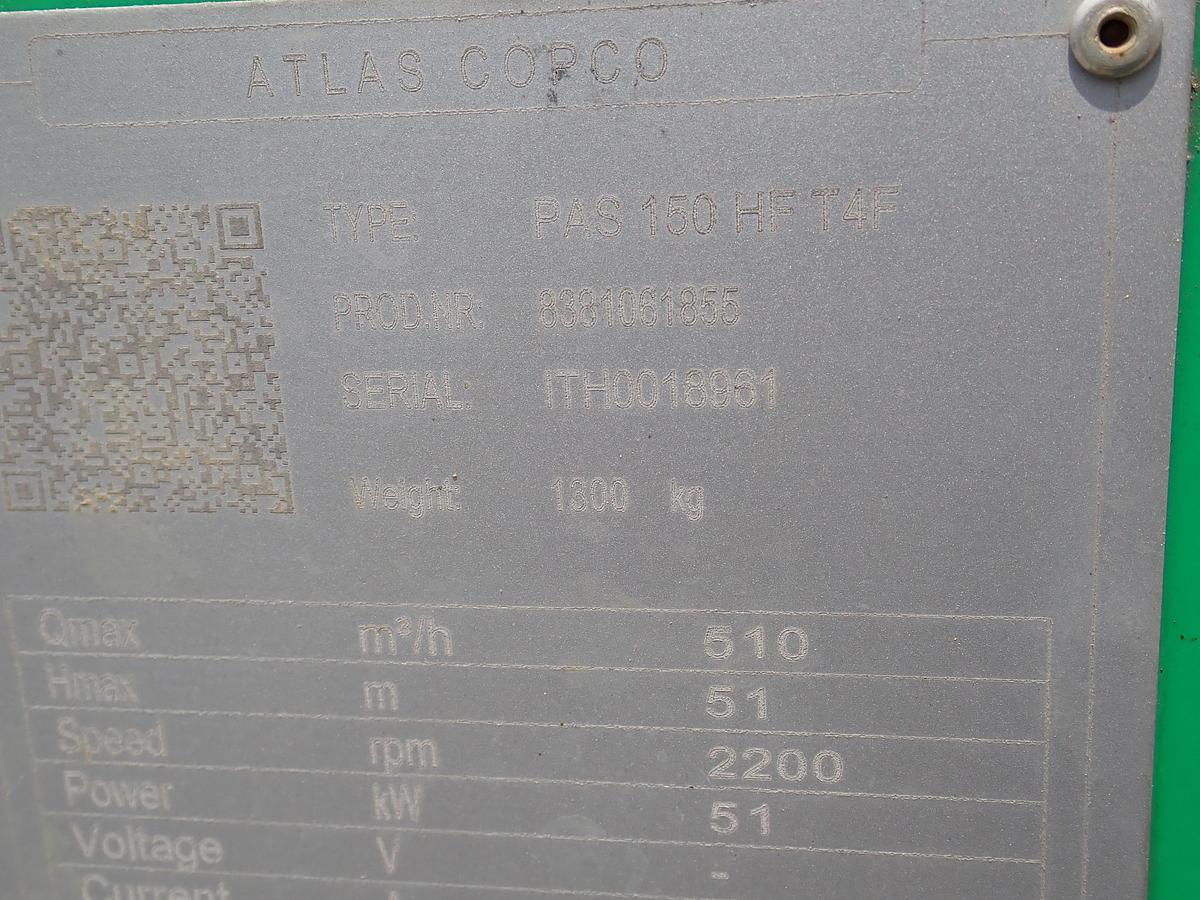 ATLAS COPCO
TYPE: PAS 150 HF T4F
PROD.NR: 8381061855
SERIAL: ITH0018961
Weight: 1300 kg
Qmax m³/h 510
Hmax m 51
Speed rpm 2200
Power kW 51
Voltage V -
Current